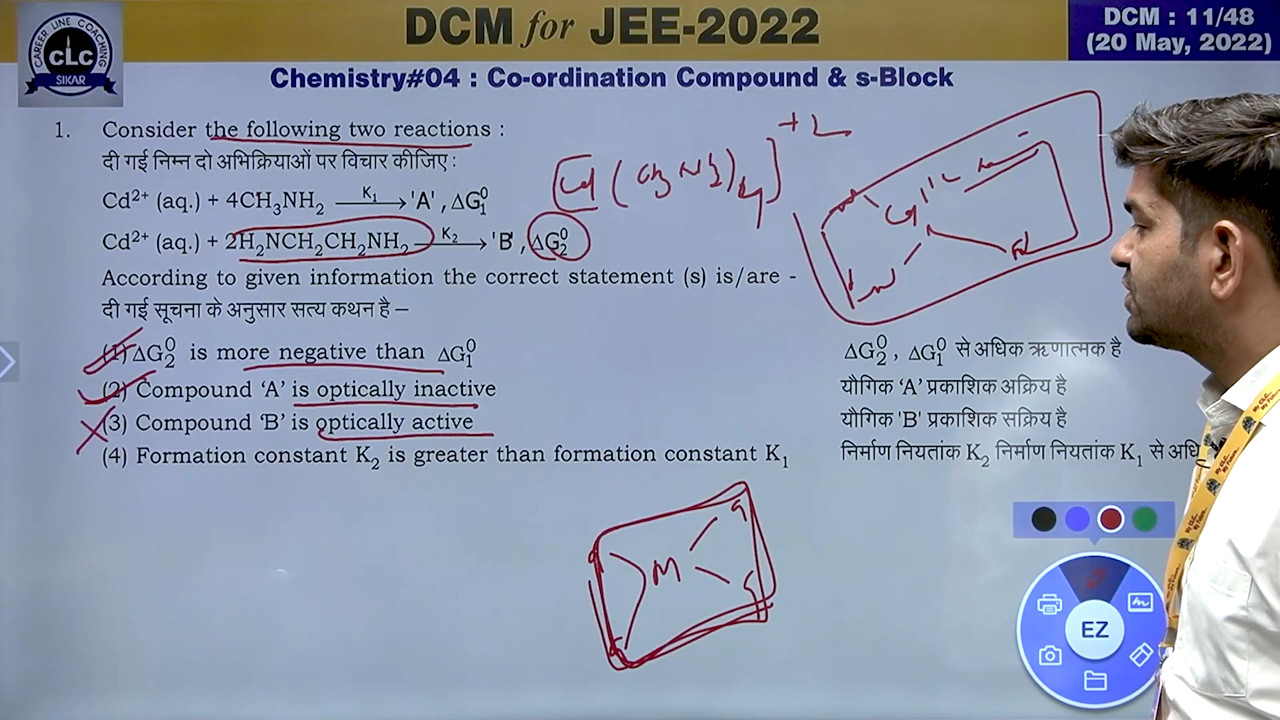 DCM for JEE-2022
DCM : 11/48
(20 May, 2022)
CAREER LINE COACHING
CLC
SIKAR
Chemistry#04 : Co-ordination Compound & s-Block
1. Consider the following two reactions :
दी गई निम्न दो अभिक्रियाओं पर विचार कीजिए :
Cd²⁺ (aq.) + 4CH₃NH₂ —K₁→ 'A', ΔG₁⁰
Cd²⁺ (aq.) + 2H₂NCH₂CH₂NH₂ —K₂→ 'B', ΔG₂⁰
According to given information the correct statement (s) is/are -
दी गई सूचना के अनुसार सत्य कथन है –
(1) ΔG₂⁰ is more negative than ΔG₁⁰
ΔG₂⁰, ΔG₁⁰ से अधिक ऋणात्मक है
(2) Compound 'A' is optically inactive
यौगिक 'A' प्रकाशिक अक्रिय है
(3) Compound 'B' is optically active
यौगिक 'B' प्रकाशिक सक्रिय है
(4) Formation constant K₂ is greater than formation constant K₁
निर्माण नियतांक K₂ निर्माण नियतांक K₁ से अधि
[Cd(CH₃NH₂)₄]⁺²
M
EZ